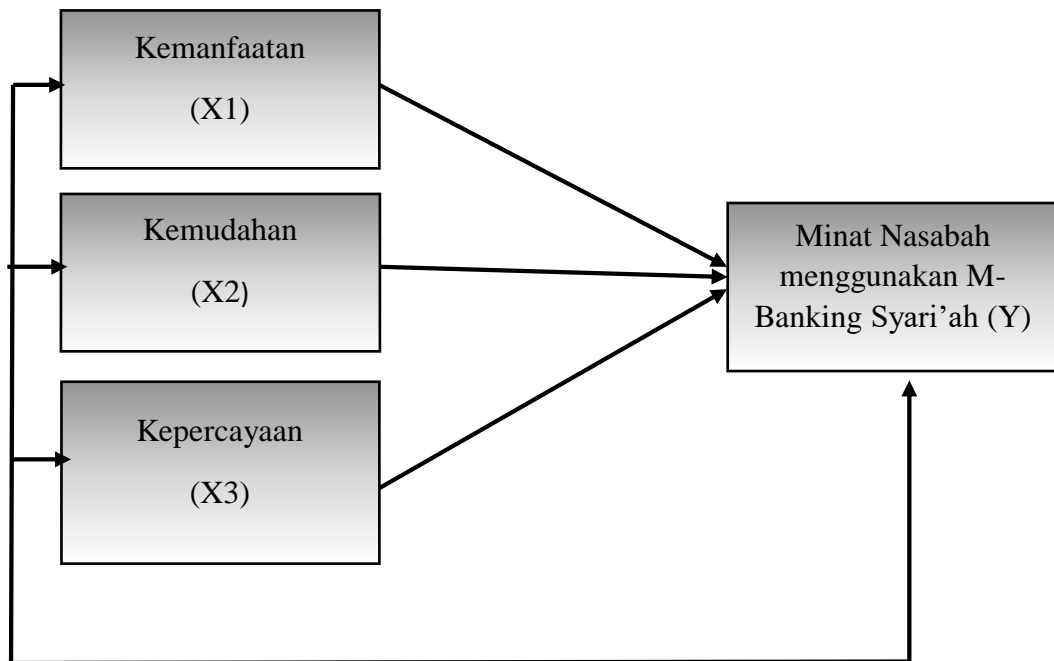 Kemanfaatan
(X1)
Kemudahan
(X2)
Kepercayaan
(X3)
Minat Nasabah
menggunakan M-
Banking Syari’ah (Y)